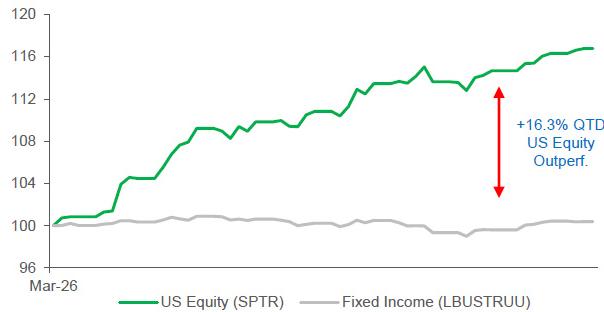 120
116
112
108
104
100
96
Mar-26
+16.3% QTD
US Equity
Outperf.
US Equity (SPTR)
Fixed Income (LBUSTRUU)